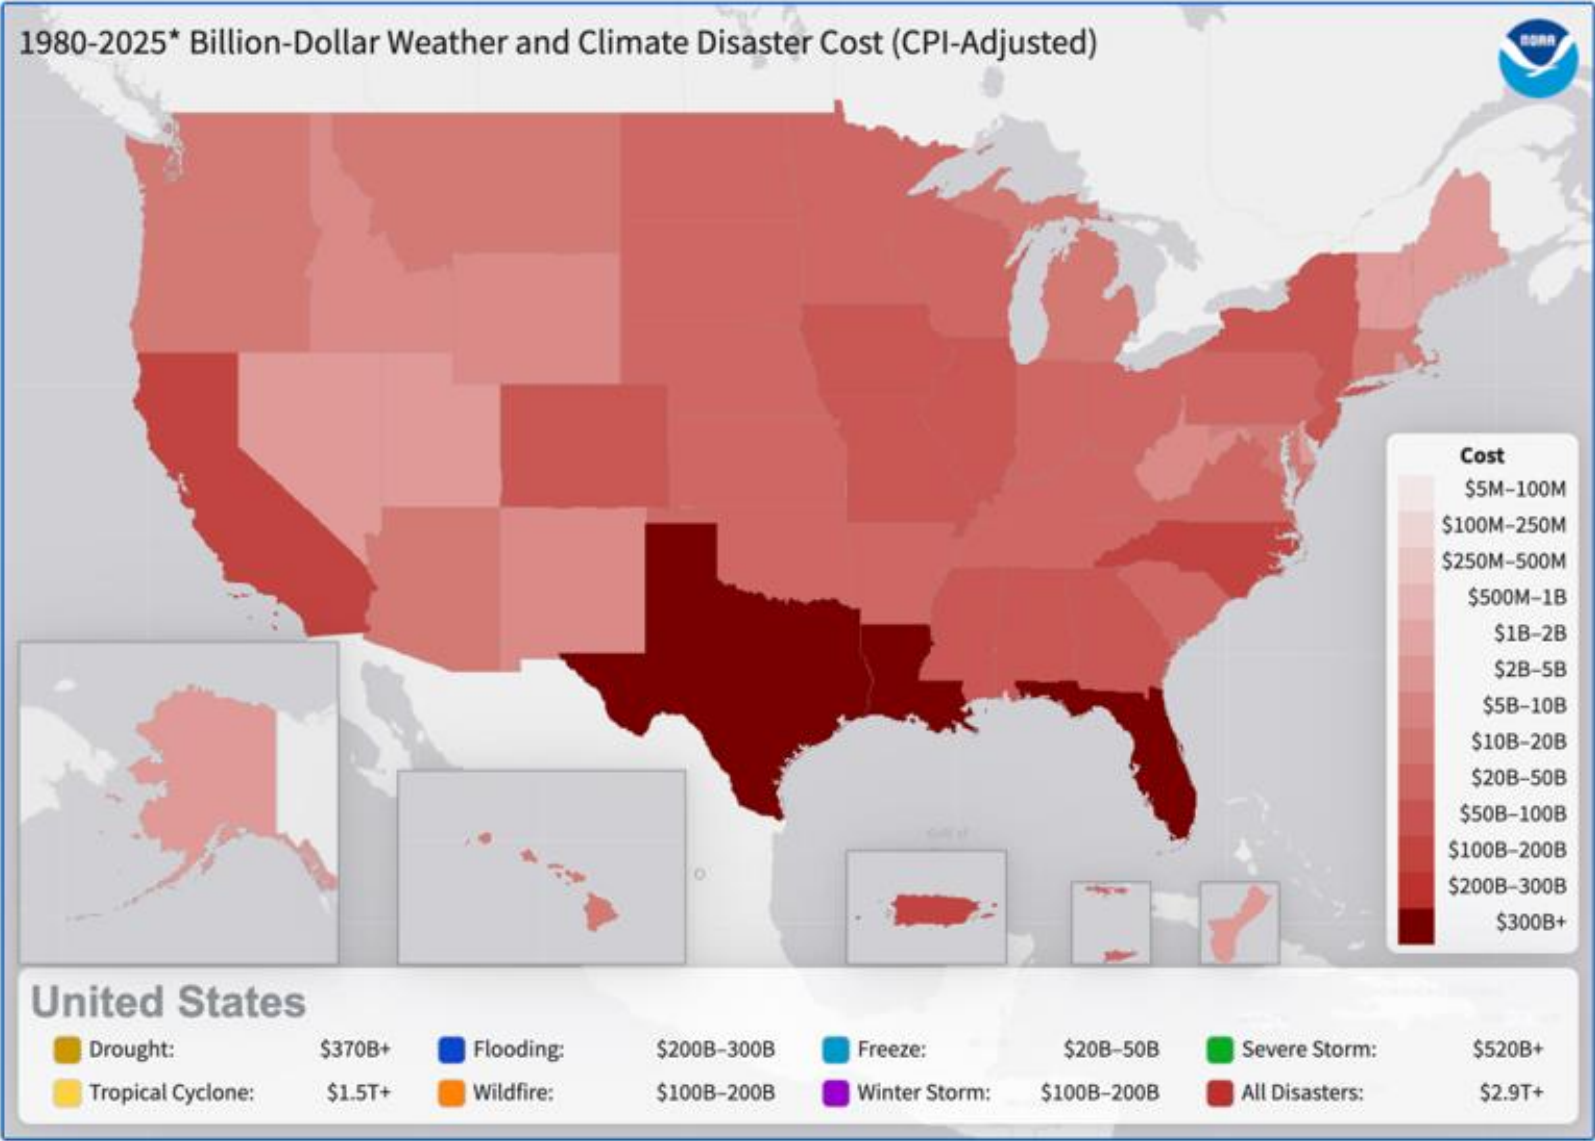 1980-2025* Billion-Dollar Weather and Climate Disaster Cost (CPI-Adjusted)
NOAA
Cost
$5M–100M
$100M–250M
$250M–500M
$500M–1B
$1B–2B
$2B–5B
$5B–10B
$10B–20B
$20B–50B
$50B–100B
$100B–200B
$200B–300B
$300B+
Gulf of
United States
Drought: $370B+ Flooding: $200B–300B Freeze: $20B–50B Severe Storm: $520B+
Tropical Cyclone: $1.5T+ Wildfire: $100B–200B Winter Storm: $100B–200B All Disasters: $2.9T+